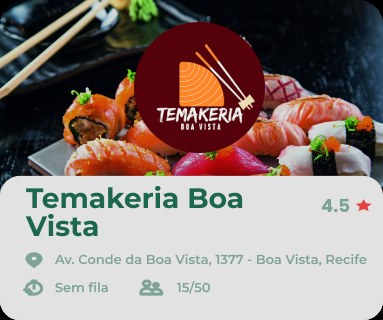 TEMAKERIA
BOA VISTA
Temakeria Boa
Vista
4.5
Av. Conde da Boa Vista, 1377 - Boa Vista, Recife
Sem fila
15/50